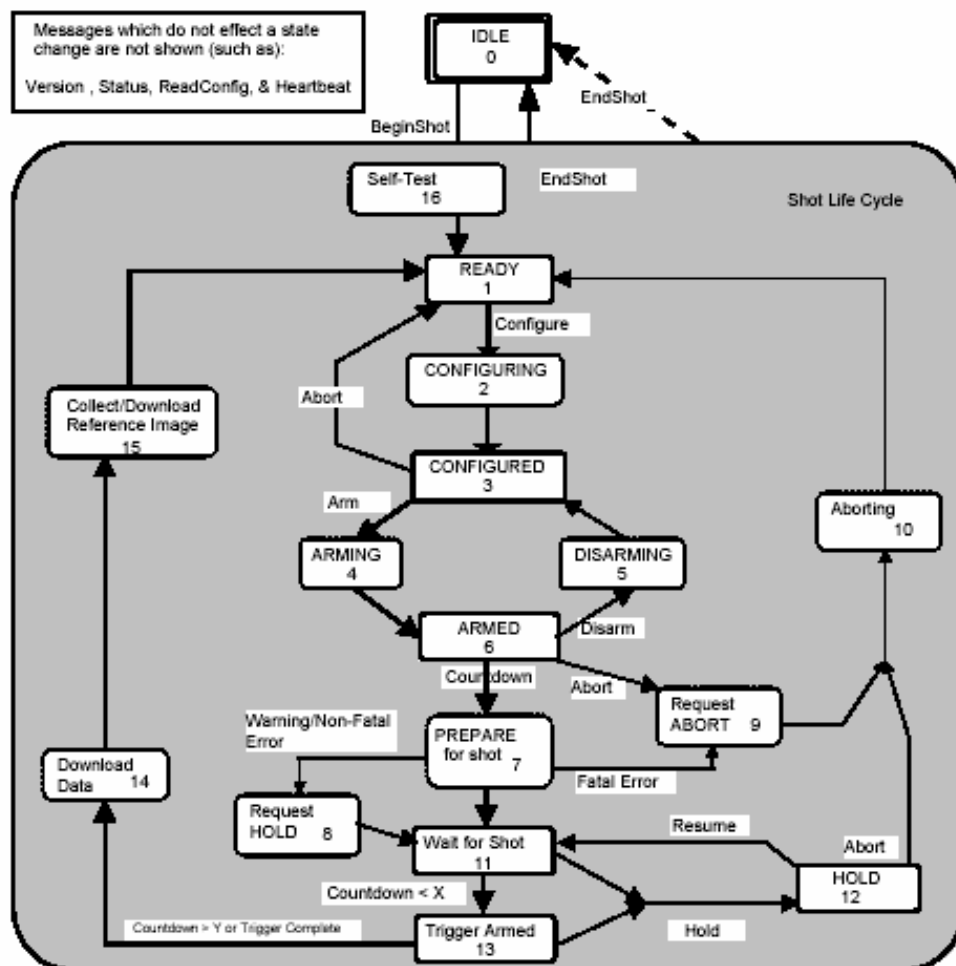 Messages which do not effect a state
change are not shown (such as):
Version , Status, ReadConfig, & Heartbeat
IDLE
0
EndShot
BeginShot
EndShot
Self-Test
16
Shot Life Cycle
READY
1
Configure
CONFIGURING
2
Abort
Collect/Download
Reference Image
15
CONFIGURED
3
Arm
Aborting
10
ARMING
4
DISARMING
5
ARMED
6
Disarm
Countdown
Abort
Request
ABORT 9
Warning/Non-Fatal
Error
PREPARE
for shot 7
Fatal Error
Download
Data 14
Request
HOLD 8
Resume
Wait for Shot
11
Abort
HOLD
12
Countdown < X
Countdown > Y or Trigger Complete
Trigger Armed
13
Hold